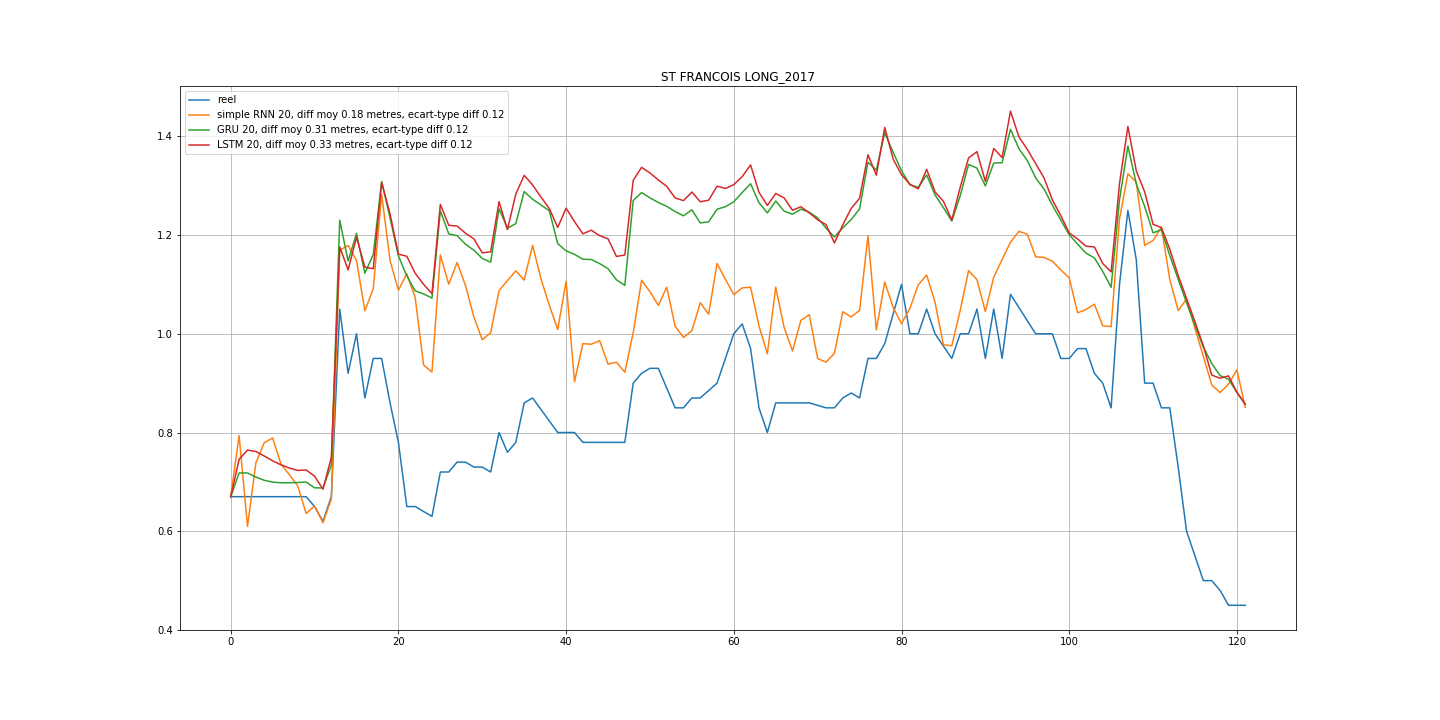 ST FRANCOIS LONG_2017
reel
simple RNN 20, diff moy 0.18 metres, ecart-type diff 0.12
GRU 20, diff moy 0.31 metres, ecart-type diff 0.12
LSTM 20, diff moy 0.33 metres, ecart-type diff 0.12
1.4
1.2
1.0
0.8
0.6
0.4
0 20 40 60 80 100 120